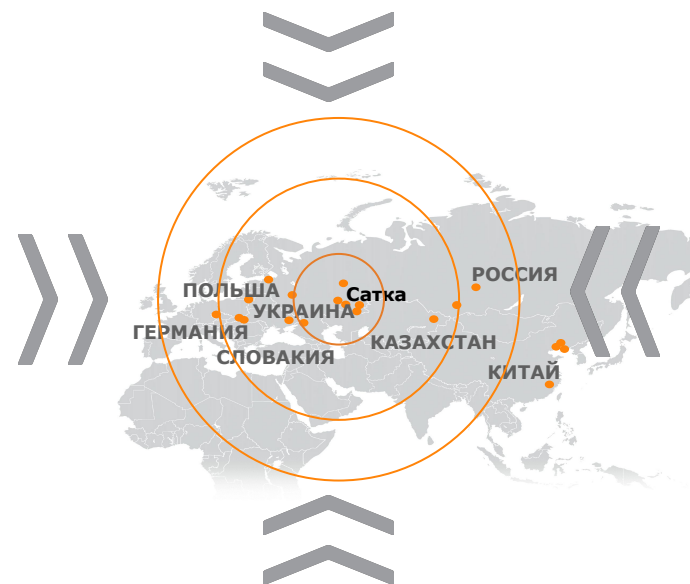 РОССИЯ
ПОЛЬША
Сатка
УКРАИНА
ГЕРМАНИЯ
КАЗАХСТАН
СЛОВАКИЯ
КИТАЙ